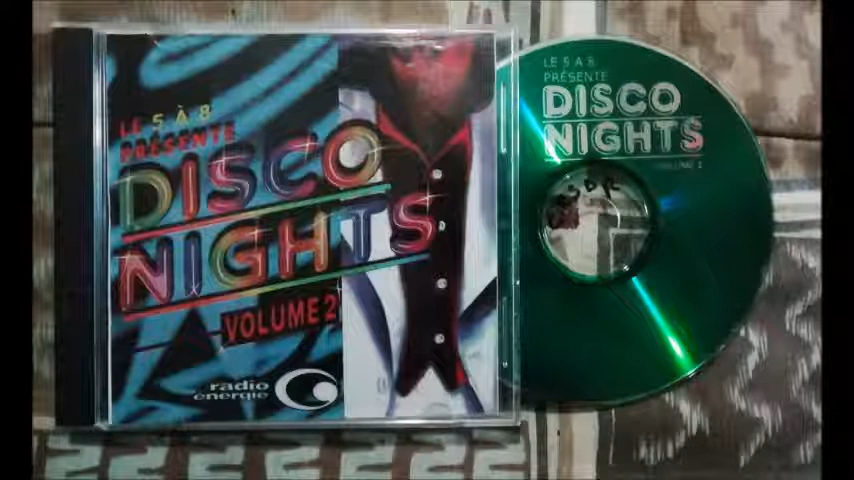 LE 5 À 8
PRÉSENTE
DISCO
NIGHTS
VOLUME 2
radio
énergie
LE 5 A 8
PRÉSENTE
DISCO
NIGHTS
VOLUME 2